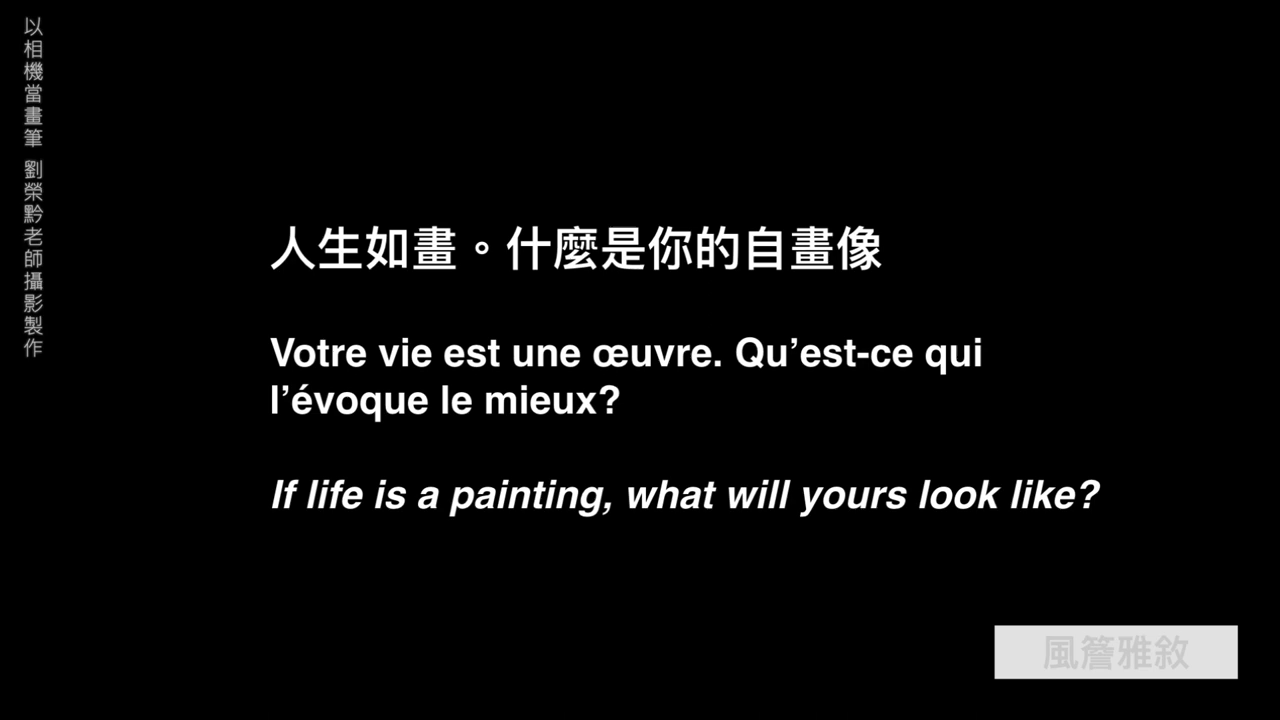 以相機當畫筆 劉榮黔老師攝影製作
人生如畫。什麼是你的自畫像
Votre vie est une œuvre. Qu’est-ce qui
l’évoque le mieux?
If life is a painting, what will yours look like?
風簷雅敘